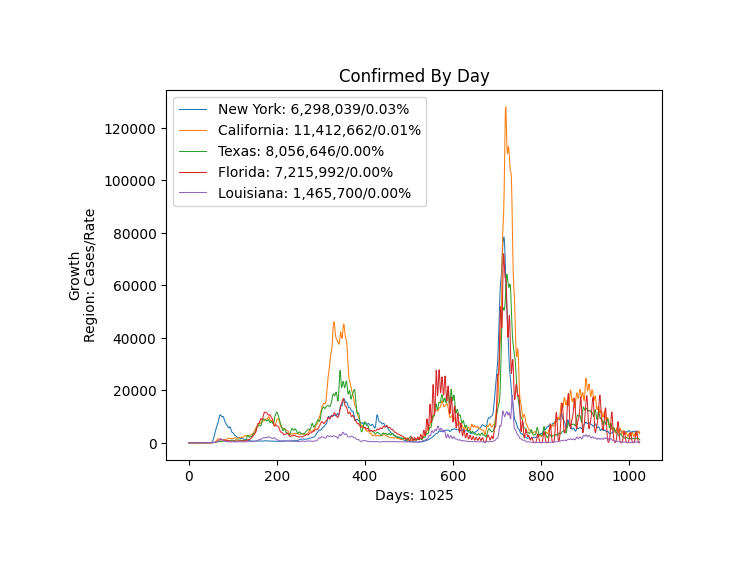 Confirmed By Day
New York: 6,298,039/0.03%
California: 11,412,662/0.01%
Texas: 8,056,646/0.00%
Florida: 7,215,992/0.00%
Louisiana: 1,465,700/0.00%
120000
100000
80000
60000
40000
20000
0
Growth
Region: Cases/Rate
0 200 400 600 800 1000
Days: 1025